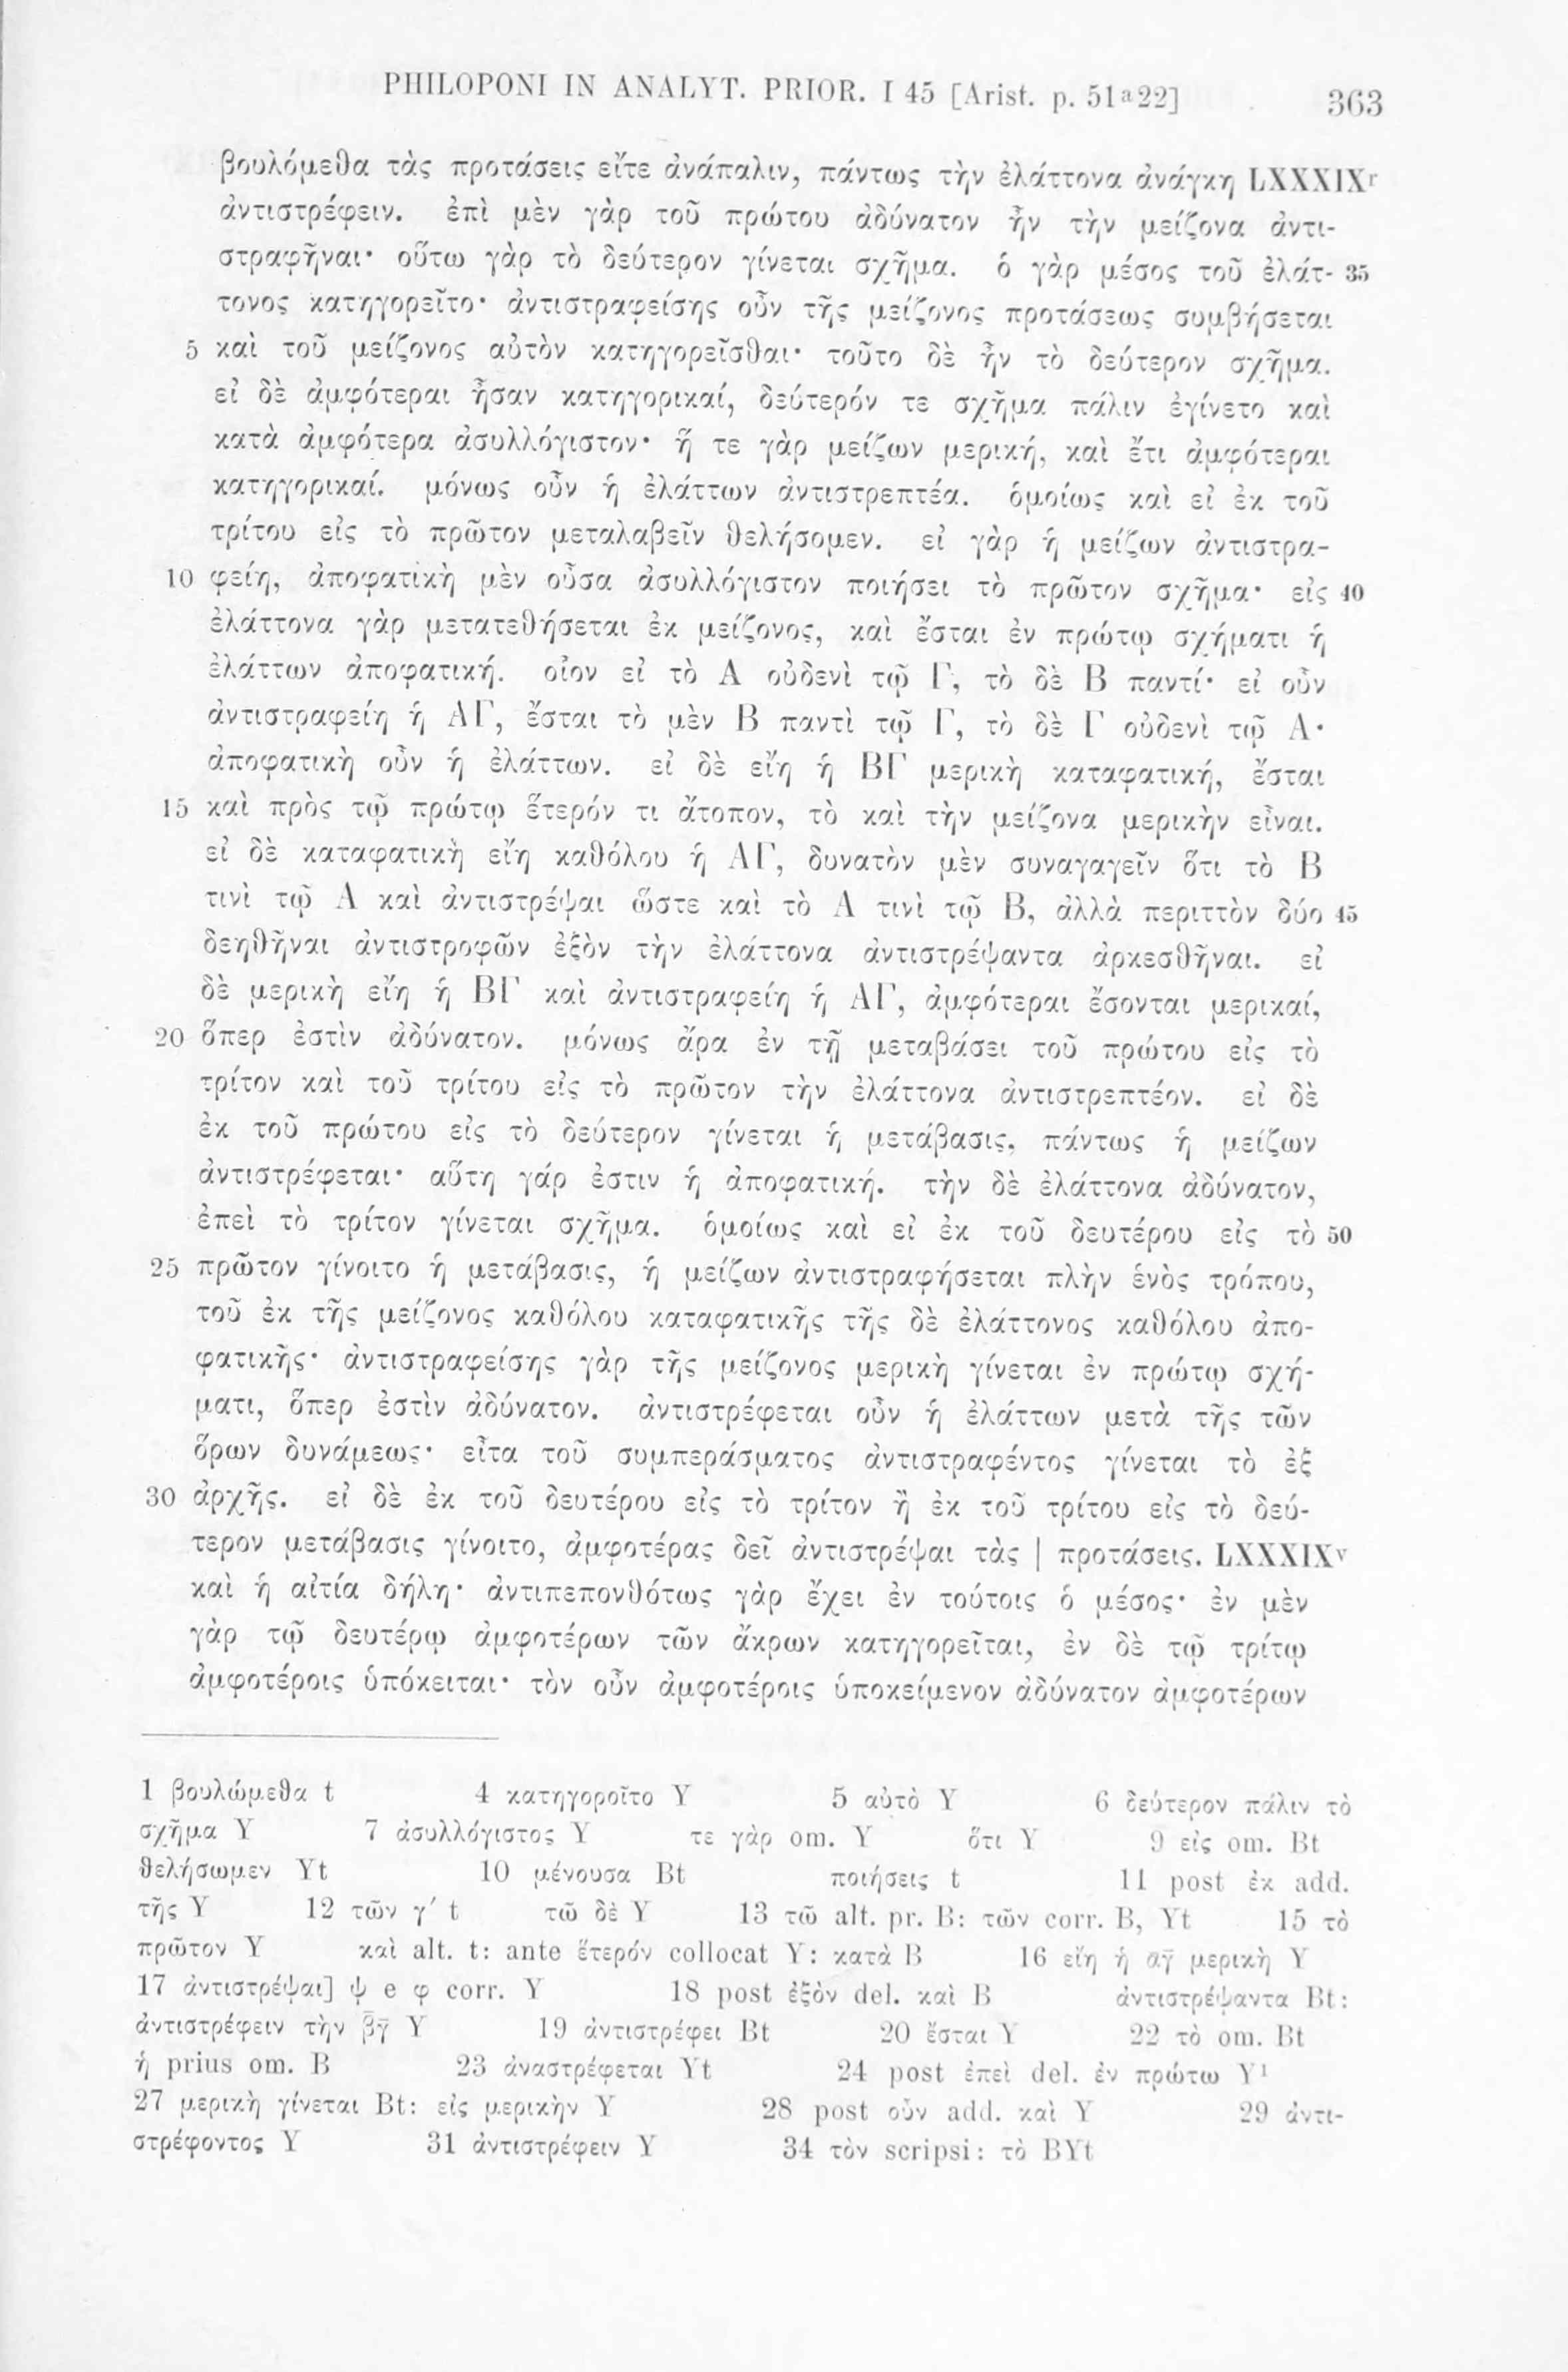 PHILOPONI IN ANALYT. PRIOR. I 45 [Arist. p. 51ᵃ22] 363
βουλόμεθα τὰς προτάσεις εἴτε ἀνάπαλιν, πάντως τὴν ἐλάττονα ἀνάγκη LXXXIXʳ
ἀντιστρέφειν. ἐπὶ μὲν γὰρ τοῦ πρώτου ἀδύνατον ἦν τὴν μείζονα ἀντι-
στραφῆναι· οὕτω γὰρ τὸ δεύτερον γίνεται σχῆμα. ὁ γὰρ μέσος τοῦ ἐλάτ- 35
τονος κατηγορεῖτο· ἀντιστραφείσης οὖν τῆς μείζονος προτάσεως συμβήσεται
5 καὶ τοῦ μείζονος αὐτὸν κατηγορεῖσθαι· τοῦτο δὲ ἦν τὸ δεύτερον σχῆμα.
εἰ δὲ ἀμφότεραι ἦσαν κατηγορικαί, δεύτερόν τε σχῆμα πάλιν ἐγίνετο καὶ
κατὰ ἀμφότερα ἀσυλλόγιστον· ἥ τε γὰρ μείζων μερική, καὶ ἔτι ἀμφότεραι
κατηγορικαί. μόνως οὖν ἡ ἐλάττων ἀντιστρεπτέα. ὁμοίως καὶ εἰ ἐκ τοῦ
τρίτου εἰς τὸ πρῶτον μεταλαβεῖν θελήσομεν. εἰ γὰρ ἡ μείζων ἀντιστρα-
10 φείη, ἀποφατικὴ μὲν οὖσα ἀσυλλόγιστον ποιήσει τὸ πρῶτον σχῆμα· εἰς 40
ἐλάττονα γὰρ μετατεθήσεται ἐκ μείζονος, καὶ ἔσται ἐν πρώτῳ σχήματι ἡ
ἐλάττων ἀποφατική. οἷον εἰ τὸ Α οὐδενὶ τῷ Γ, τὸ δὲ Β παντί· εἰ οὖν
ἀντιστραφείη ἡ ΑΓ, ἔσται τὸ μὲν Β παντὶ τῷ Γ, τὸ δὲ Γ οὐδενὶ τῷ Α·
ἀποφατικὴ οὖν ἡ ἐλάττων. εἰ δὲ εἴη ἡ ΒΓ μερικὴ καταφατική, ἔσται
15 καὶ πρὸς τῷ πρώτῳ ἕτερόν τι ἄτοπον, τὸ καὶ τὴν μείζονα μερικὴν εἶναι.
εἰ δὲ καταφατικὴ εἴη καθόλου ἡ ΑΓ, δυνατὸν μὲν συναγαγεῖν ὅτι τὸ Β
τινὶ τῷ Α καὶ ἀντιστρέψαι ὥστε καὶ τὸ Α τινὶ τῷ Β, ἀλλὰ περιττὸν δύο 45
δεηθῆναι ἀντιστροφῶν ἐξὸν τὴν ἐλάττονα ἀντιστρέψαντα ἀρκεσθῆναι. εἰ
δὲ μερικὴ εἴη ἡ ΒΓ καὶ ἀντιστραφείη ἡ ΑΓ, ἀμφότεραι ἔσονται μερικαί,
20 ὅπερ ἐστὶν ἀδύνατον. μόνως ἄρα ἐν τῇ μεταβάσει τοῦ πρώτου εἰς τὸ
τρίτον καὶ τοῦ τρίτου εἰς τὸ πρῶτον τὴν ἐλάττονα ἀντιστρεπτέον. εἰ δὲ
ἐκ τοῦ πρώτου εἰς τὸ δεύτερον γίνεται ἡ μετάβασις, πάντως ἡ μείζων
ἀντιστρέφεται· αὕτη γάρ ἐστιν ἡ ἀποφατική. τὴν δὲ ἐλάττονα ἀδύνατον,
ἐπεὶ τὸ τρίτον γίνεται σχῆμα. ὁμοίως καὶ εἰ ἐκ τοῦ δευτέρου εἰς τὸ 50
25 πρῶτον γίνοιτο ἡ μετάβασις, ἡ μείζων ἀντιστραφήσεται πλὴν ἑνὸς τρόπου,
τοῦ ἐκ τῆς μείζονος καθόλου καταφατικῆς τῆς δὲ ἐλάττονος καθόλου ἀπο-
φατικῆς· ἀντιστραφείσης γὰρ τῆς μείζονος μερικὴ γίνεται ἐν πρώτῳ σχή-
ματι, ὅπερ ἐστὶν ἀδύνατον. ἀντιστρέφεται οὖν ἡ ἐλάττων μετὰ τῆς τῶν
ὅρων δυνάμεως· εἶτα τοῦ συμπεράσματος ἀντιστραφέντος γίνεται τὸ ἐξ
30 ἀρχῆς. εἰ δὲ ἐκ τοῦ δευτέρου εἰς τὸ τρίτον ἢ ἐκ τοῦ τρίτου εἰς τὸ δεύ-
τερον μετάβασις γίνοιτο, ἀμφοτέρας δεῖ ἀντιστρέψαι τὰς | προτάσεις. LXXXIXᵛ
καὶ ἡ αἰτία δήλη· ἀντιπεπονθότως γὰρ ἔχει ἐν τούτοις ὁ μέσος· ἐν μὲν
γὰρ τῷ δευτέρῳ ἀμφοτέρων τῶν ἄκρων κατηγορεῖται, ἐν δὲ τῷ τρίτῳ
ἀμφοτέροις ὑπόκειται· τὸν οὖν ἀμφοτέροις ὑποκείμενον ἀδύνατον ἀμφοτέρων
1 βουλώμεθα t 4 κατηγοροῖτο Y 5 αὐτὸ Y 6 δεύτερον πάλιν τὸ
σχῆμα Y 7 ἀσυλλόγιστος Y τε γὰρ om. Y ὅτι Y 9 εἰς om. Bt
θελήσωμεν Yt 10 μένουσα Bt ποιήσεις t 11 post ἐκ add.
τῆς Y 12 τῶν γ′ t τῶ δὲ Y 13 τῶ alt. pr. B: τῶν corr. B, Yt 15 τὸ
πρῶτον Y καὶ alt. t: ante ἕτερόν collocat Y: κατὰ B 16 εἴη ἡ α̅γ̅ μερικὴ Y
17 ἀντιστρέψαι] ψ e φ corr. Y 18 post ἐξὸν del. καὶ B ἀντιστρέψαντα Bt:
ἀντιστρέφειν τὴν β̅γ̅ Y 19 ἀντιστρέφει Bt 20 ἔσται Y 22 τὸ om. Bt
ἡ prius om. B 23 ἀναστρέφεται Yt 24 post ἐπεὶ del. ἐν πρώτω Y¹
27 μερικὴ γίνεται Bt: εἰς μερικὴν Y 28 post οὖν add. καὶ Y 29 ἀντι-
στρέφοντος Y 31 ἀντιστρέφειν Y 34 τὸν scripsi: τὸ BYt